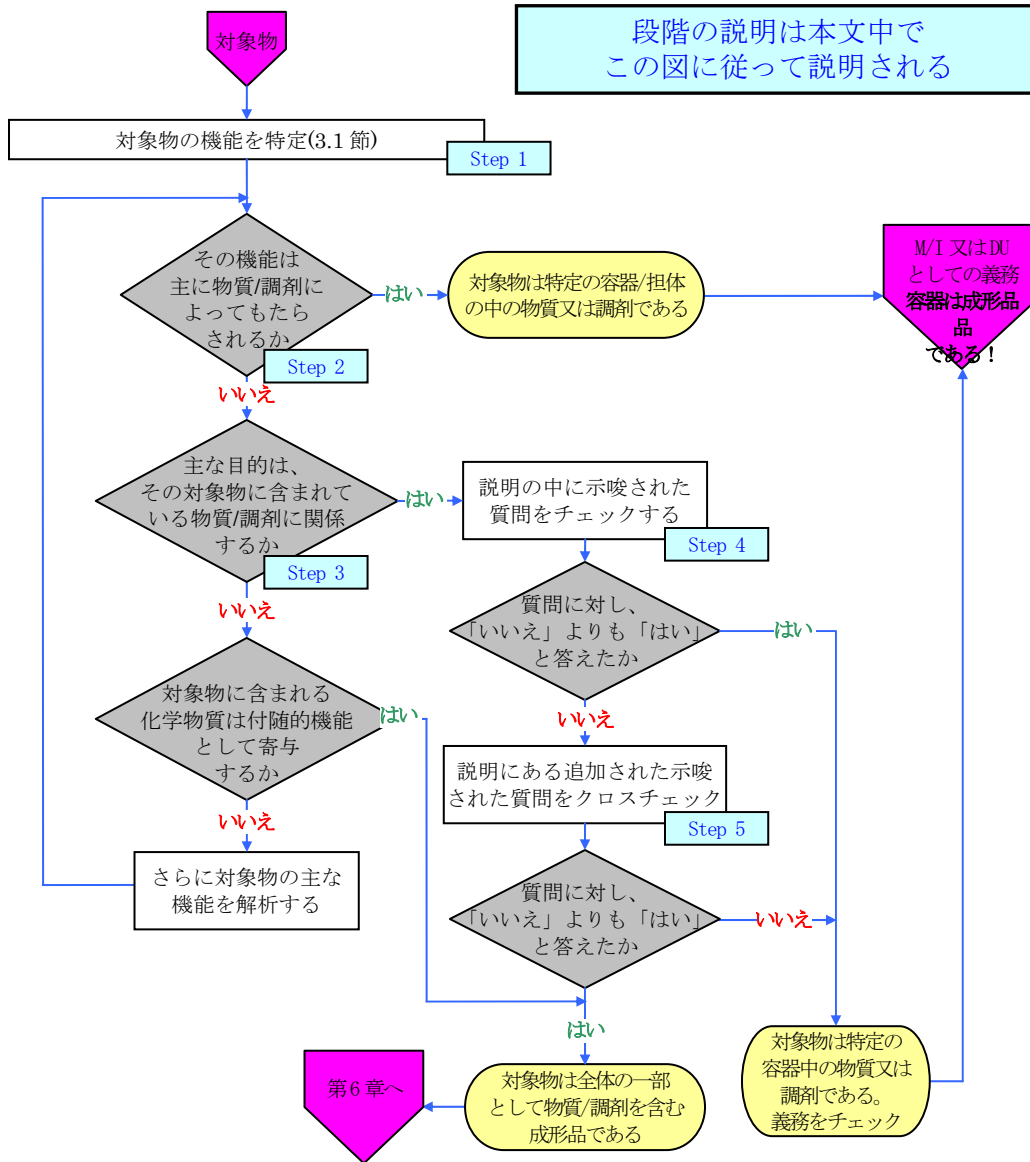 対象物
段階の説明は本文中で
この図に従って説明される
対象物の機能を特定(3.1 節)
Step 1
その機能は
主に物質/調剤に
よってもたら
されるか
Step 2
はい
対象物は特定の容器/担体
の中の物質又は調剤である
M/I 又は DU
としての義務
容器は成形品
品
である！
いいえ
主な目的は、
その対象物に含まれて
いる物質/調剤に関係
するか
Step 3
はい
説明の中に示唆された
質問をチェックする
Step 4
いいえ
質問に対し、
「いいえ」よりも「はい」
と答えたか
はい
対象物に含まれる
化学物質は付随的機能
として寄与
するか
はい
いいえ
説明にある追加された示唆
された質問をクロスチェック
Step 5
いいえ
さらに対象物の主な
機能を解析する
質問に対し、
「いいえ」よりも「はい」
と答えたか
いいえ
はい
対象物は特定の
容器中の物質又は
調剤である。
義務をチェック
第6章へ
対象物は全体の一部
として物質/調剤を含む
成形品である